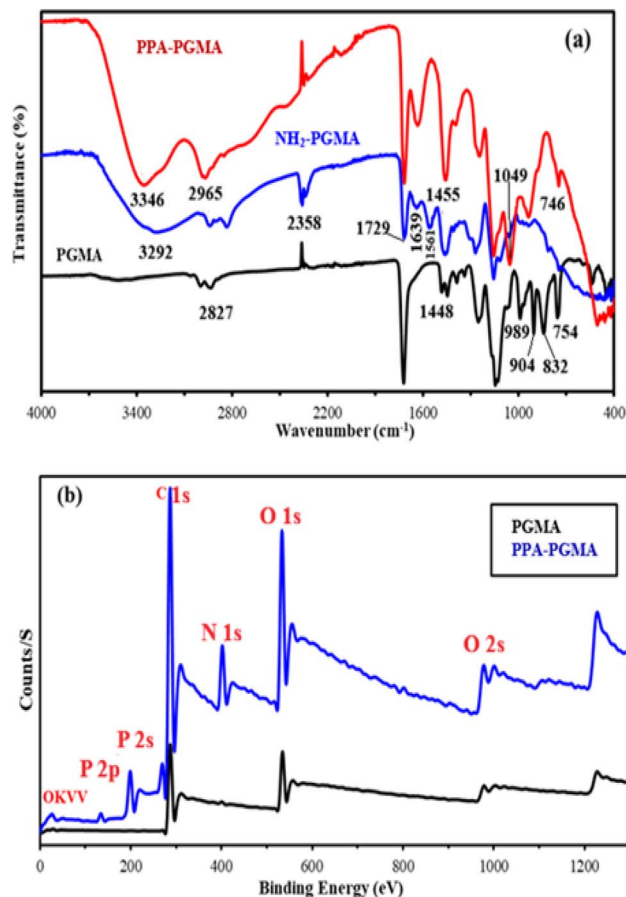 (a)
PPA-PGMA
NH2-PGMA
PGMA
3346
2965
3292
2827
2358
1729
1639
1561
1455
1448
1049
746
989
904
832
754
Transmittance (%)
4000 3400 2800 2200 1600 1000 400
Wavenumber (cm-1)
(b)
C 1s
O 1s
N 1s
O 2s
P 2s
P 2p
OKVV
PGMA
PPA-PGMA
Counts/S
0 200 400 600 800 1000 1200
Binding Energy (eV)